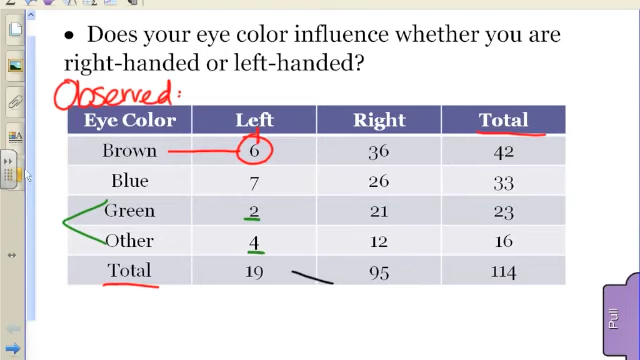 • Does your eye color influence whether you are
right-handed or left-handed?
Observed:
Eye Color Left Right Total
Brown 6 36 42
Blue 7 26 33
Green 2 21 23
Other 4 12 16
Total 19 95 114
Pull